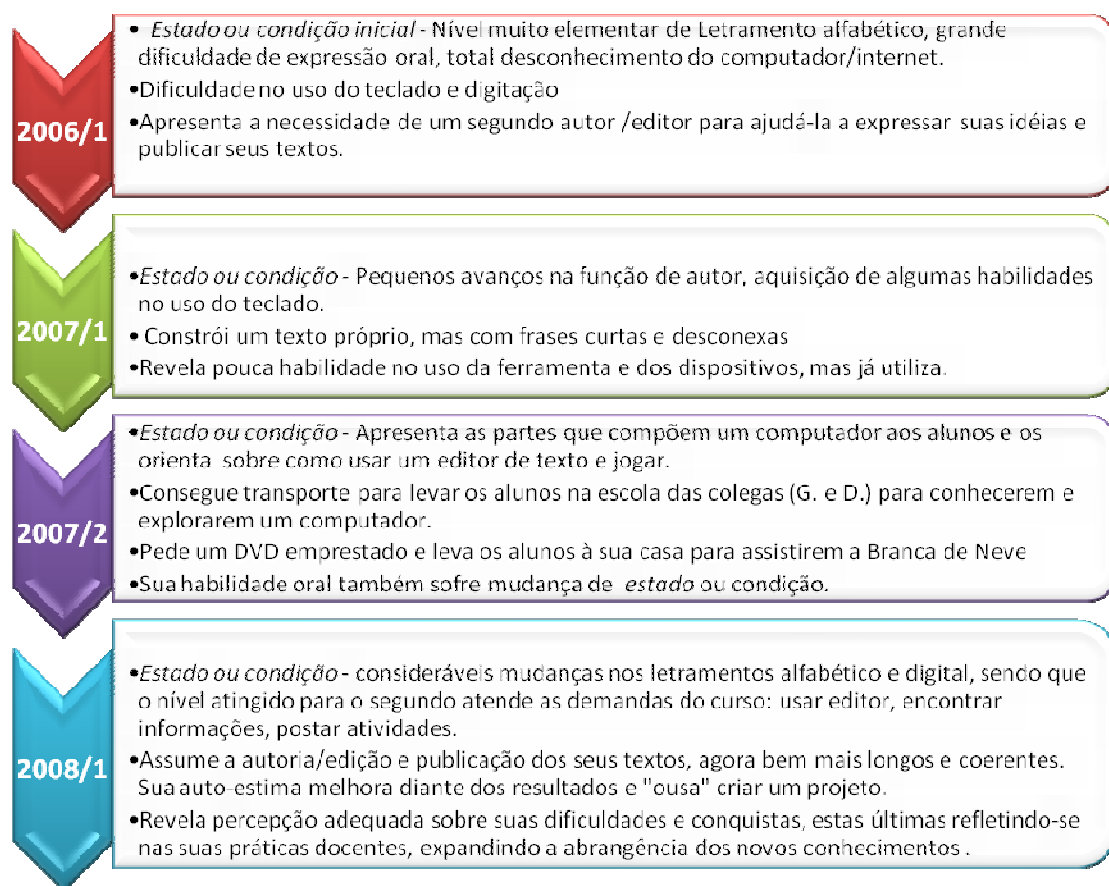 2006/1
• Estado ou condição inicial - Nível muito elementar de Letramento alfabético, grande
dificuldade de expressão oral, total desconhecimento do computador/internet.
•Dificuldade no uso do teclado e digitação
•Apresenta a necessidade de um segundo autor /editor para ajudá-la a expressar suas idéias e
publicar seus textos.
2007/1
•Estado ou condição - Pequenos avanços na função de autor, aquisição de algumas habilidades
no uso do teclado.
• Constrói um texto próprio, mas com frases curtas e desconexas
•Revela pouca habilidade no uso da ferramenta e dos dispositivos, mas já utiliza.
2007/2
•Estado ou condição - Apresenta as partes que compõem um computador aos alunos e os
orienta sobre como usar um editor de texto e jogar.
•Consegue transporte para levar os alunos na escola das colegas (G. e D.) para conhecerem e
explorarem um computador.
•Pede um DVD emprestado e leva os alunos à sua casa para assistirem a Branca de Neve
•Sua habilidade oral também sofre mudança de estado ou condição.
2008/1
•Estado ou condição - consideráveis mudanças nos letramentos alfabético e digital, sendo que
o nível atingido para o segundo atende as demandas do curso: usar editor, encontrar
informações, postar atividades.
•Assume a autoria/edição e publicação dos seus textos, agora bem mais longos e coerentes.
Sua auto-estima melhora diante dos resultados e "ousa" criar um projeto.
•Revela percepção adequada sobre suas dificuldades e conquistas, estas últimas refletindo-se
nas suas práticas docentes, expandindo a abrangência dos novos conhecimentos .